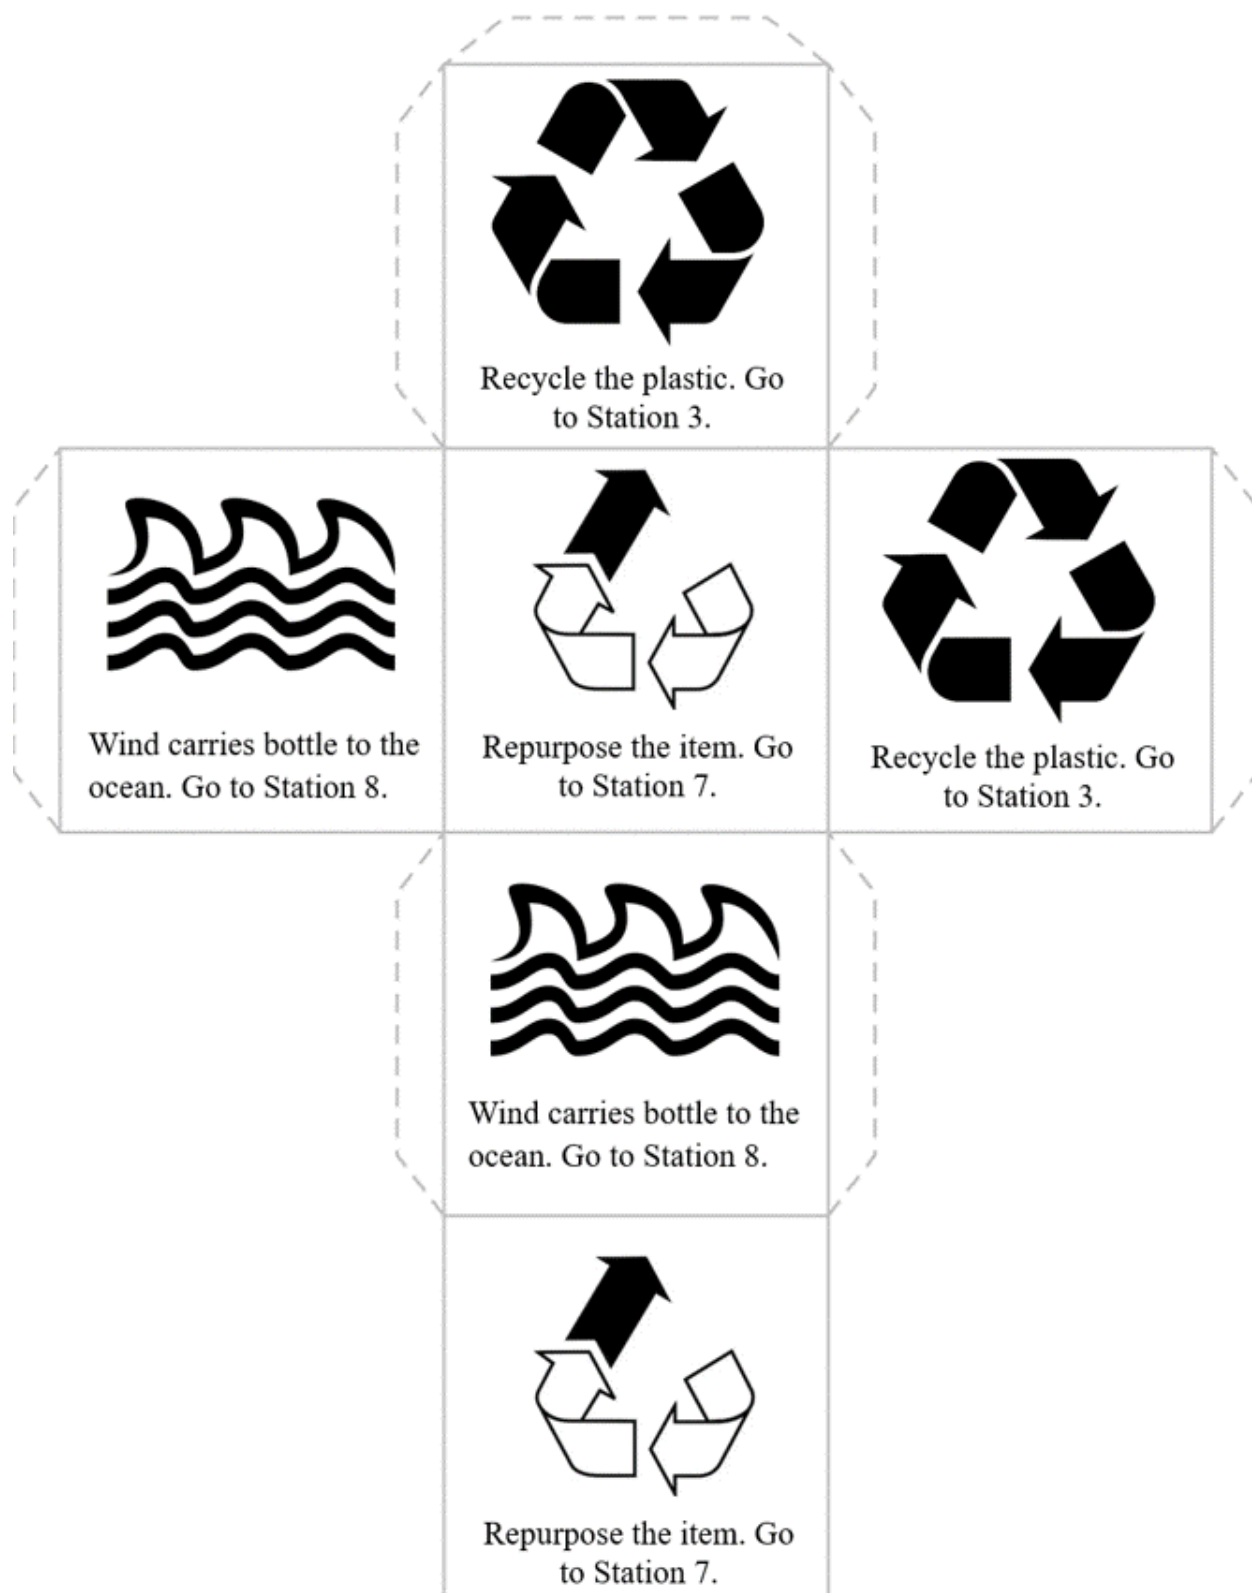 Recycle the plastic. Go
to Station 3.
Wind carries bottle to the
ocean. Go to Station 8.
Repurpose the item. Go
to Station 7.
Recycle the plastic. Go
to Station 3.
Wind carries bottle to the
ocean. Go to Station 8.
Repurpose the item. Go
to Station 7.